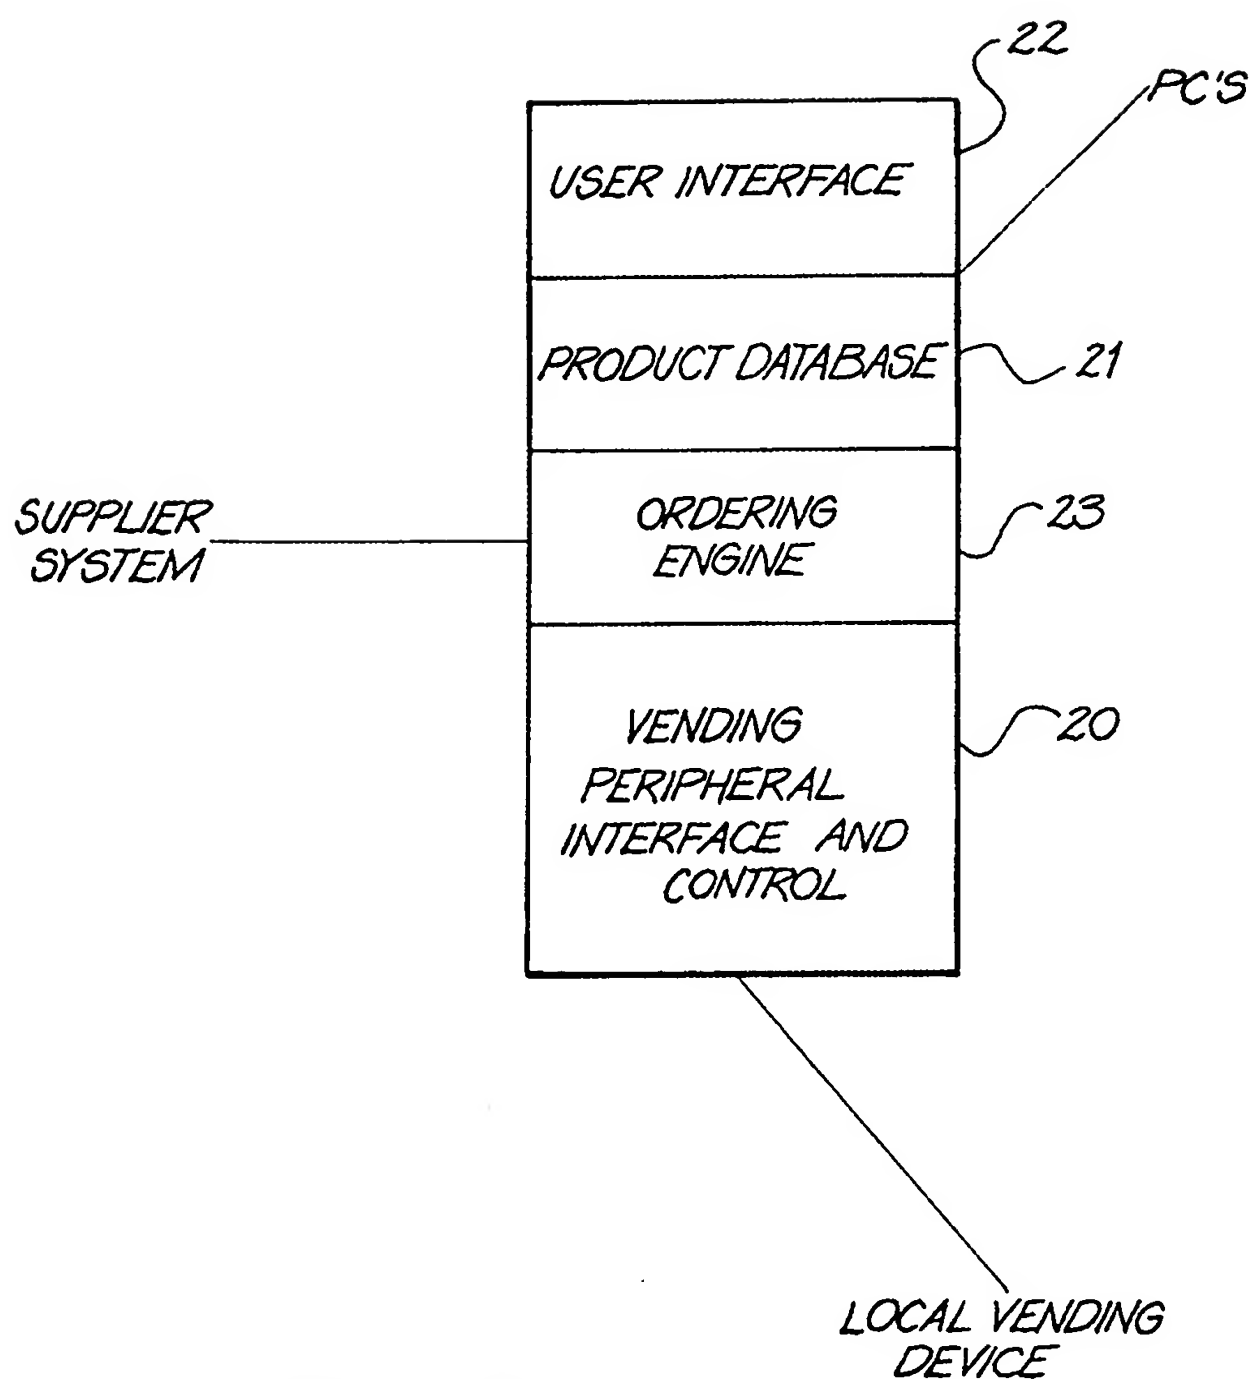 22
PC'S
USER INTERFACE
PRODUCT DATABASE
21
SUPPLIER
SYSTEM
ORDERING
ENGINE
23
VENDING
PERIPHERAL
INTERFACE AND
CONTROL
20
LOCAL VENDING
DEVICE